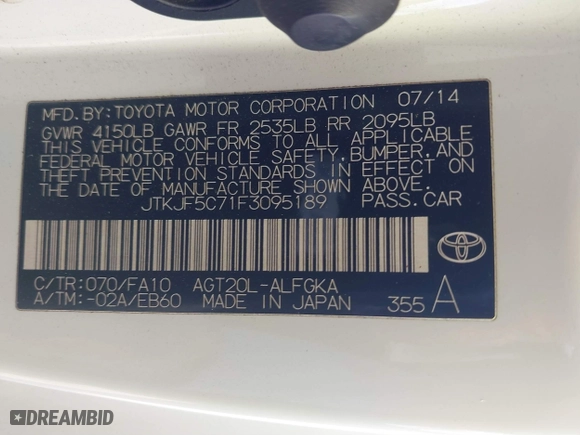 MFD.BY:TOYOTA MOTOR CORPORATION 07/14
GVWR 4150LB GAWR FR 2535LB RR 2095LB
THIS VEHICLE CONFORMS TO ALL APPLICABLE
FEDERAL MOTOR VEHICLE SAFETY,BUMPER,AND
THEFT PREVENTION STANDARDS IN EFFECT ON
THE DATE OF MANUFACTURE SHOWN ABOVE.
JTKJF5C71F3095189 PASS.CAR
C/TR:070/FA10 AGT20L-ALFGKA
A/TM:-02A/EB60 MADE IN JAPAN 355 A
TOYOTA
DREAMBID